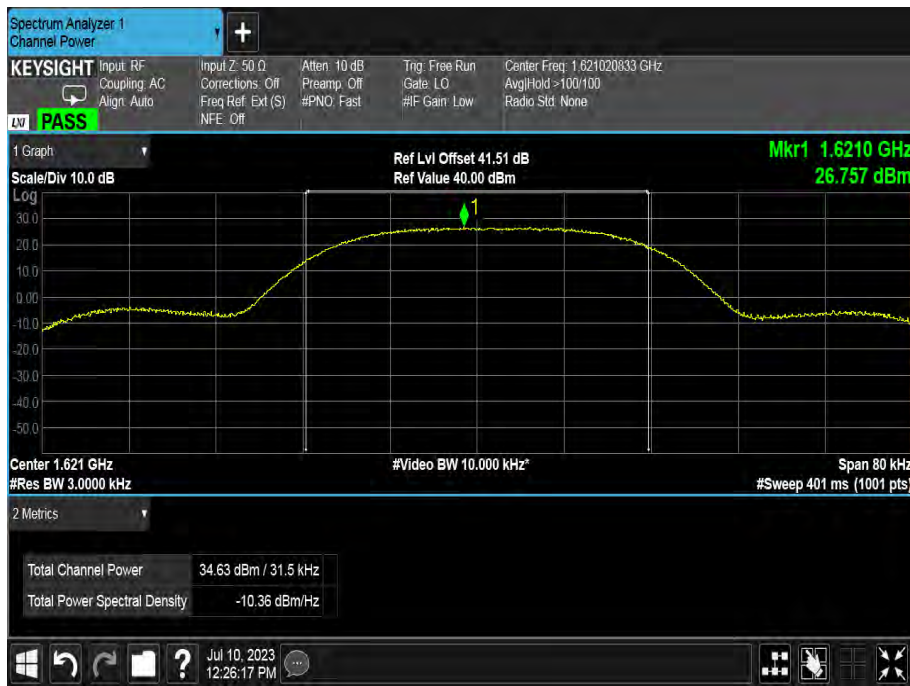 Spectrum Analyzer 1
Channel Power
+
KEYSIGHT Input: RF Input Z: 50 Ω Atten: 10 dB Trig: Free Run Center Freq: 1.621020833 GHz
Coupling: AC Corrections: Off Preamp: Off Gate: LO Avg|Hold >100/100
Align: Auto Freq Ref: Ext (S) #PNO: Fast #IF Gain: Low Radio Std: None
LXI PASS NFE: Off
1 Graph
Ref Lvl Offset 41.51 dB Mkr1 1.6210 GHz
Scale/Div 10.0 dB Ref Value 40.00 dBm 26.757 dBm
Log
1
30.0
20.0
10.0
0.00
-10.0
-20.0
-30.0
-40.0
-50.0
Center 1.621 GHz #Video BW 10.000 kHz* Span 80 kHz
#Res BW 3.0000 kHz #Sweep 401 ms (1001 pts)
2 Metrics
Total Channel Power 34.63 dBm / 31.5 kHz
Total Power Spectral Density -10.36 dBm/Hz
? Jul 10, 2023
12:26:17 PM